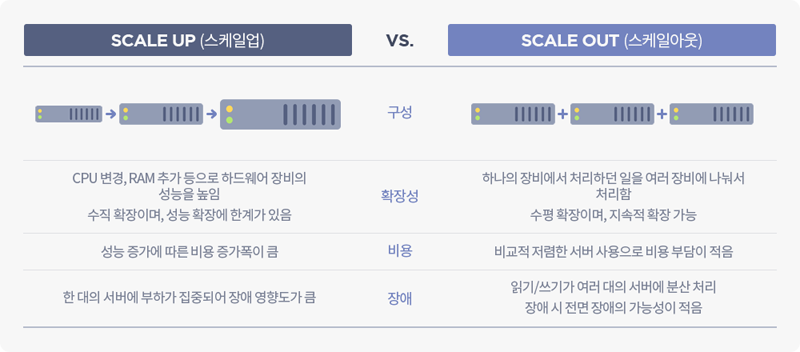 SCALE UP (스케일업)
VS.
SCALE OUT (스케일아웃)
구성
CPU 변경, RAM 추가 등으로 하드웨어 장비의
성능을 높임
수직 확장이며, 성능 확장에 한계가 있음
확장성
하나의 장비에서 처리하던 일을 여러 장비에 나눠서
처리함
수평 확장이며, 지속적 확장 가능
성능 증가에 따른 비용 증가폭이 큼
비용
비교적 저렴한 서버 사용으로 비용 부담이 적음
한 대의 서버에 부하가 집중되어 장애 영향도가 큼
장애
읽기/쓰기가 여러 대의 서버에 분산 처리
장애 시 전면 장애의 가능성이 적음